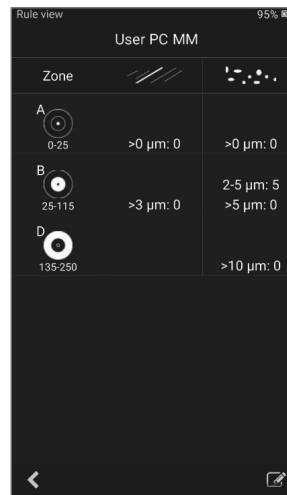 Rule view 95%
User PC MM
Zone
A
0-25 >0 µm: 0 >0 µm: 0
B
2-5 µm: 5
25-115 >3 µm: 0 >5 µm: 0
D
135-250 >10 µm: 0